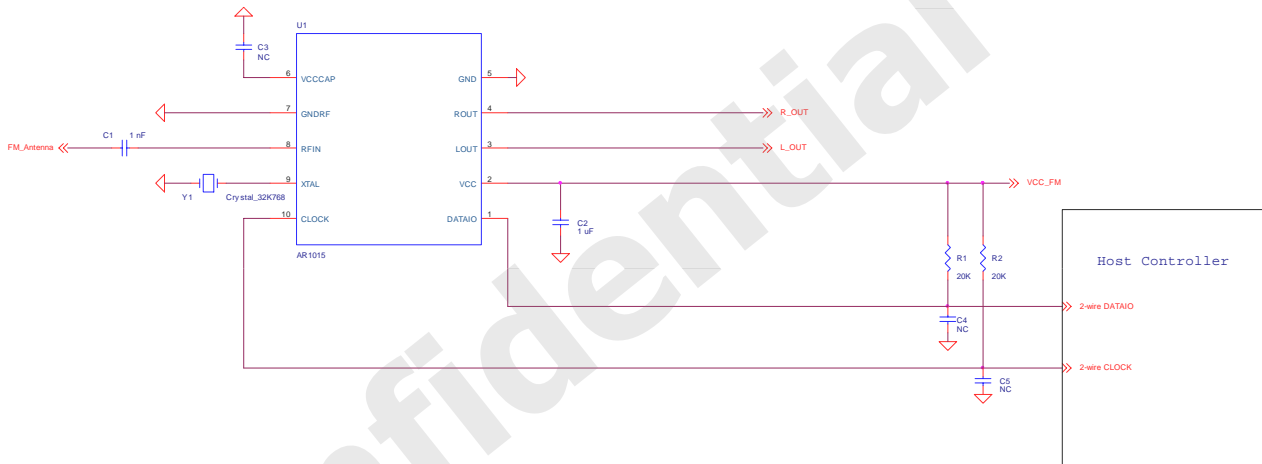 U1
C3
NC
6
VCCCAP
GND
5
7
GNDRF
ROUT
4
R_OUT
C1
1 nF
FM_Antenna
8
RFIN
LOUT
3
L_OUT
9
XTAL
VCC
2
VCC_FM
Y1
Crystal_32K768
10
CLOCK
DATAIO
1
C2
1 uF
AR1015
R1
20K
R2
20K
Host Controller
2-wire DATAIO
C4
NC
2-wire CLOCK
C5
NC
nfidential